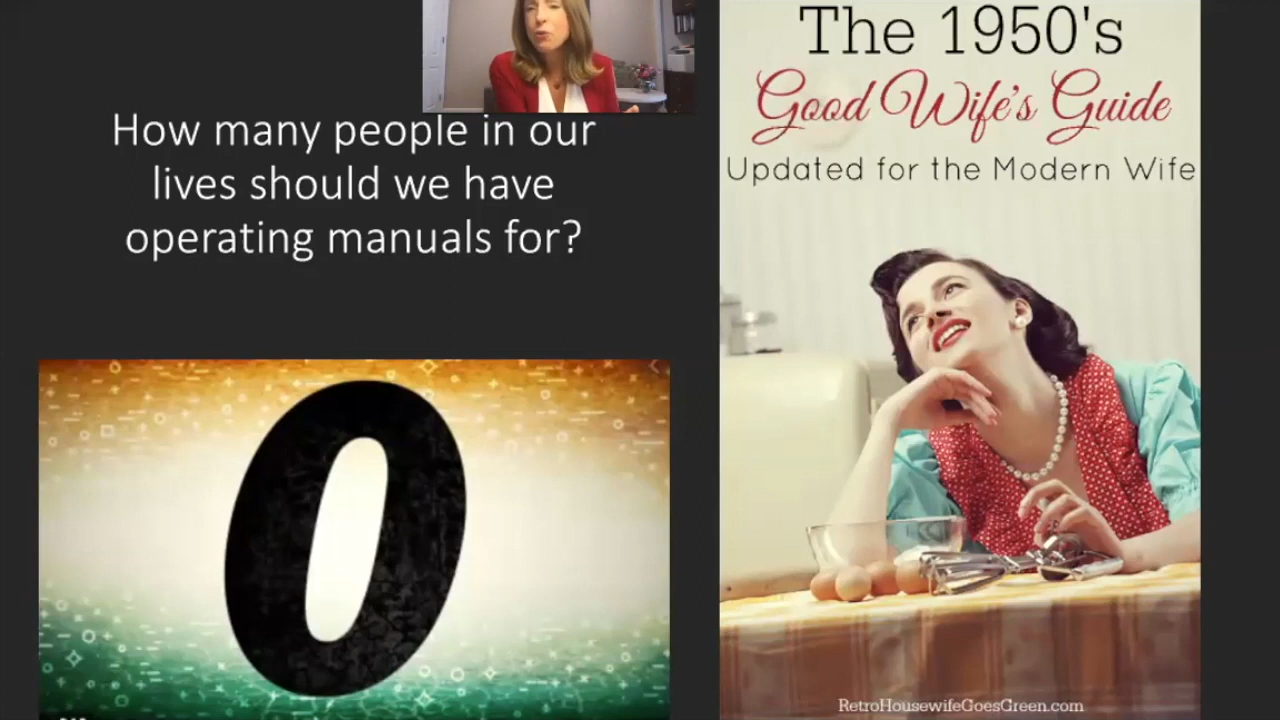 How many people in our
lives should we have
operating manuals for?
0
The 1950's
Good Wife's Guide
Updated for the Modern Wife
RetroHousewifeGoesGreen.com